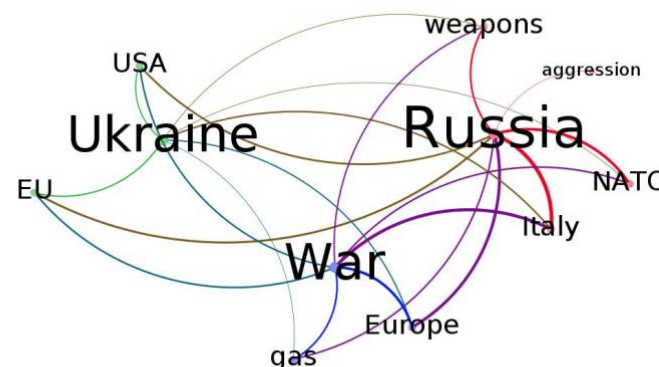 weapons
USA
aggression
Ukraine
Russia
EU
NATO
Italy
War
Europe
gas